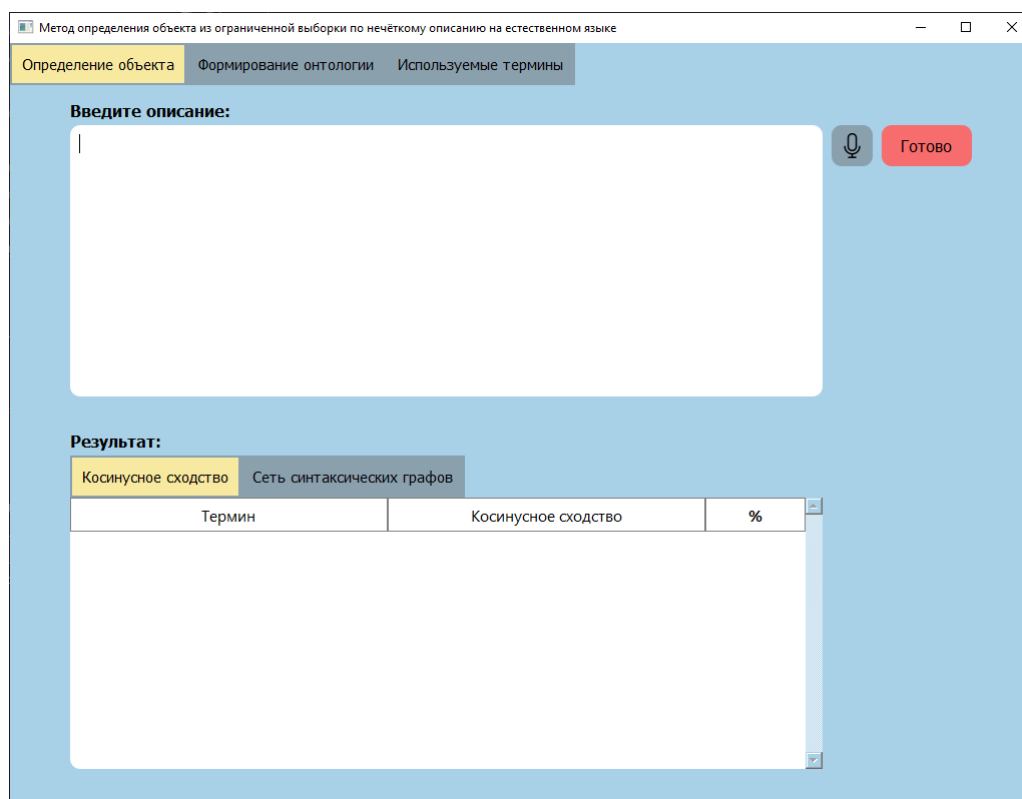 Метод определения объекта из ограниченной выборки по нечёткому описанию на естественном языке
Определение объекта Формирование онтологии Используемые термины
Введите описание:
Готово
Результат:
Косинусное сходство Сеть синтаксических графов
Термин Косинусное сходство %